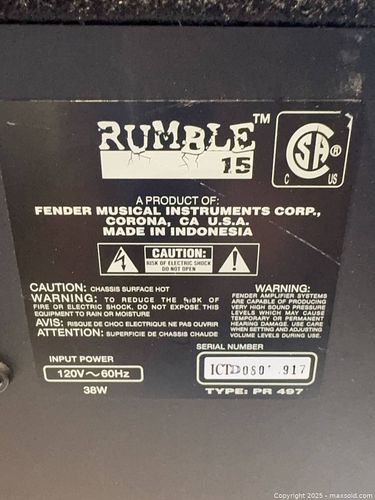 RUMBLE™
15
C US
A PRODUCT OF:
FENDER MUSICAL INSTRUMENTS CORP.,
CORONA, CA U.S.A.
MADE IN INDONESIA
CAUTION:
RISK OF ELECTRIC SHOCK
DO NOT OPEN
CAUTION: CHASSIS SURFACE HOT
WARNING: TO REDUCE THE RISK OF
FIRE OR ELECTRIC SHOCK, DO NOT EXPOSE THIS
EQUIPMENT TO RAIN OR MOISTURE
AVIS: RISQUE DE CHOC ELECTRIQUE NE PAS OUVRIR
ATTENTION: SUPERFICIE DE CHASSIS CHAUDE
WARNING:
FENDER AMPLIFIER SYSTEMS
ARE CAPABLE OF PRODUCING
VERY HIGH SOUND PRESSURE
LEVELS WHICH MAY CAUSE
TEMPORARY OR PERMANENT
HEARING DAMAGE. USE CARE
WHEN SETTING AND ADJUSTING
VOLUME LEVELS DURING USE.
INPUT POWER
120V~60Hz
38W
SERIAL NUMBER
917
TYPE: PR 497
Copyright 2025 - maxsold.com